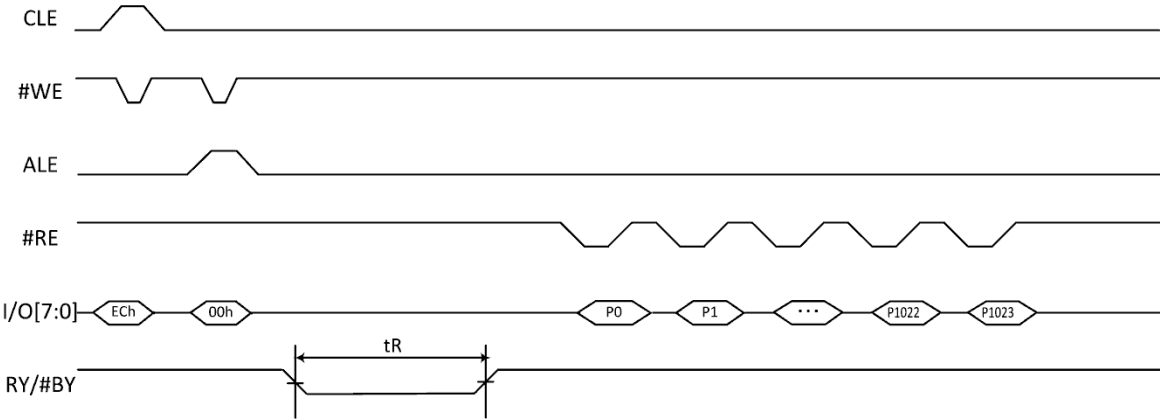 CLE
#WE
ALE
#RE
I/O[7:0] ECh 00h P0 P1 ··· P1022 P1023
tR
RY/#BY